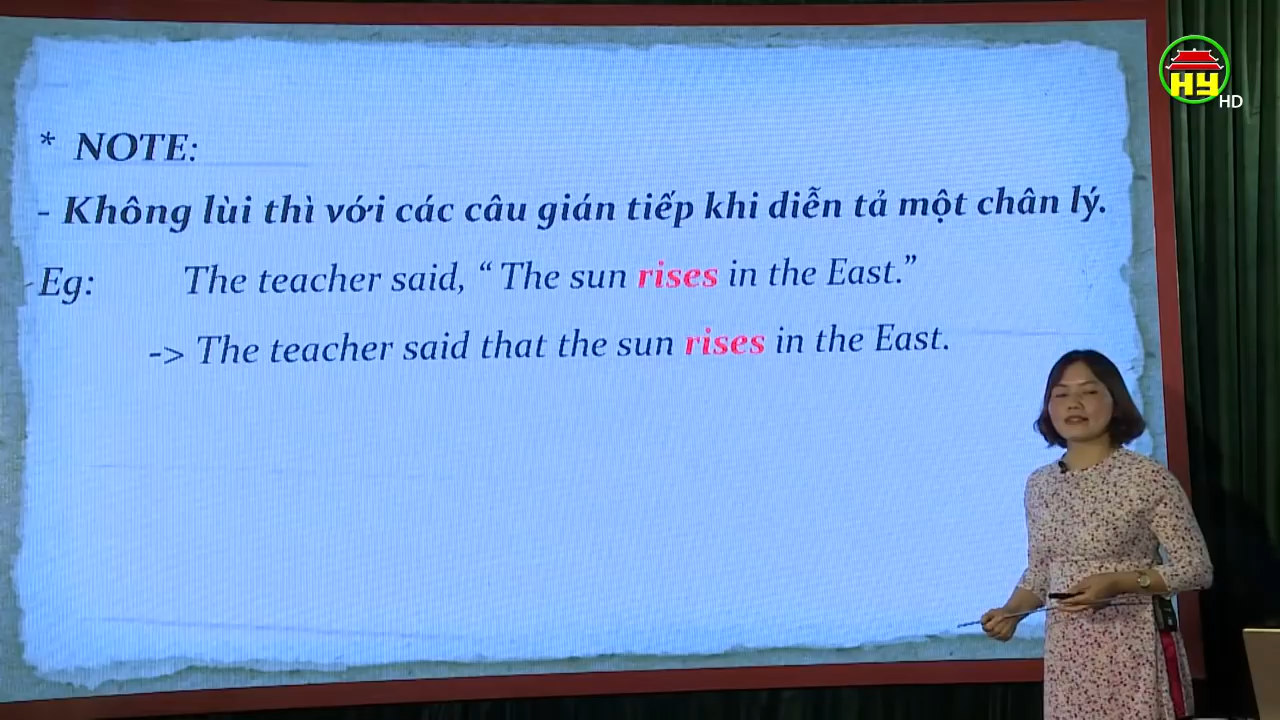 * NOTE:
- Không lùi thì với các câu gián tiếp khi diễn tả một chân lý.
Eg: The teacher said, “ The sun rises in the East.”
-> The teacher said that the sun rises in the East.
HY
HD